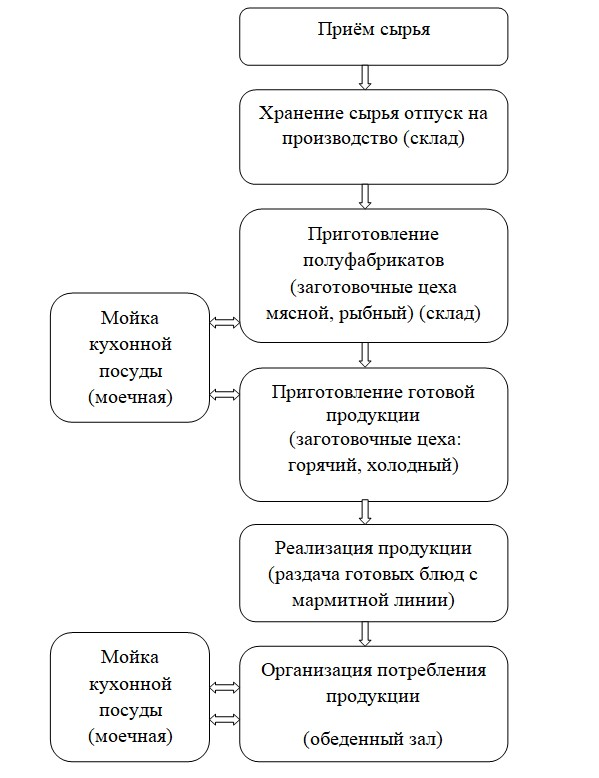 Приём сырья
Хранение сырья отпуск на
производство (склад)
Приготовление
полуфабрикатов
(заготовочные цеха
мясной, рыбный) (склад)
Мойка
кухонной
посуды
(моечная)
Приготовление готовой
продукции
(заготовочные цеха:
горячий, холодный)
Реализация продукции
(раздача готовых блюд с
мармитной линии)
Мойка
кухонной
посуды
(моечная)
Организация потребления
продукции
(обеденный зал)